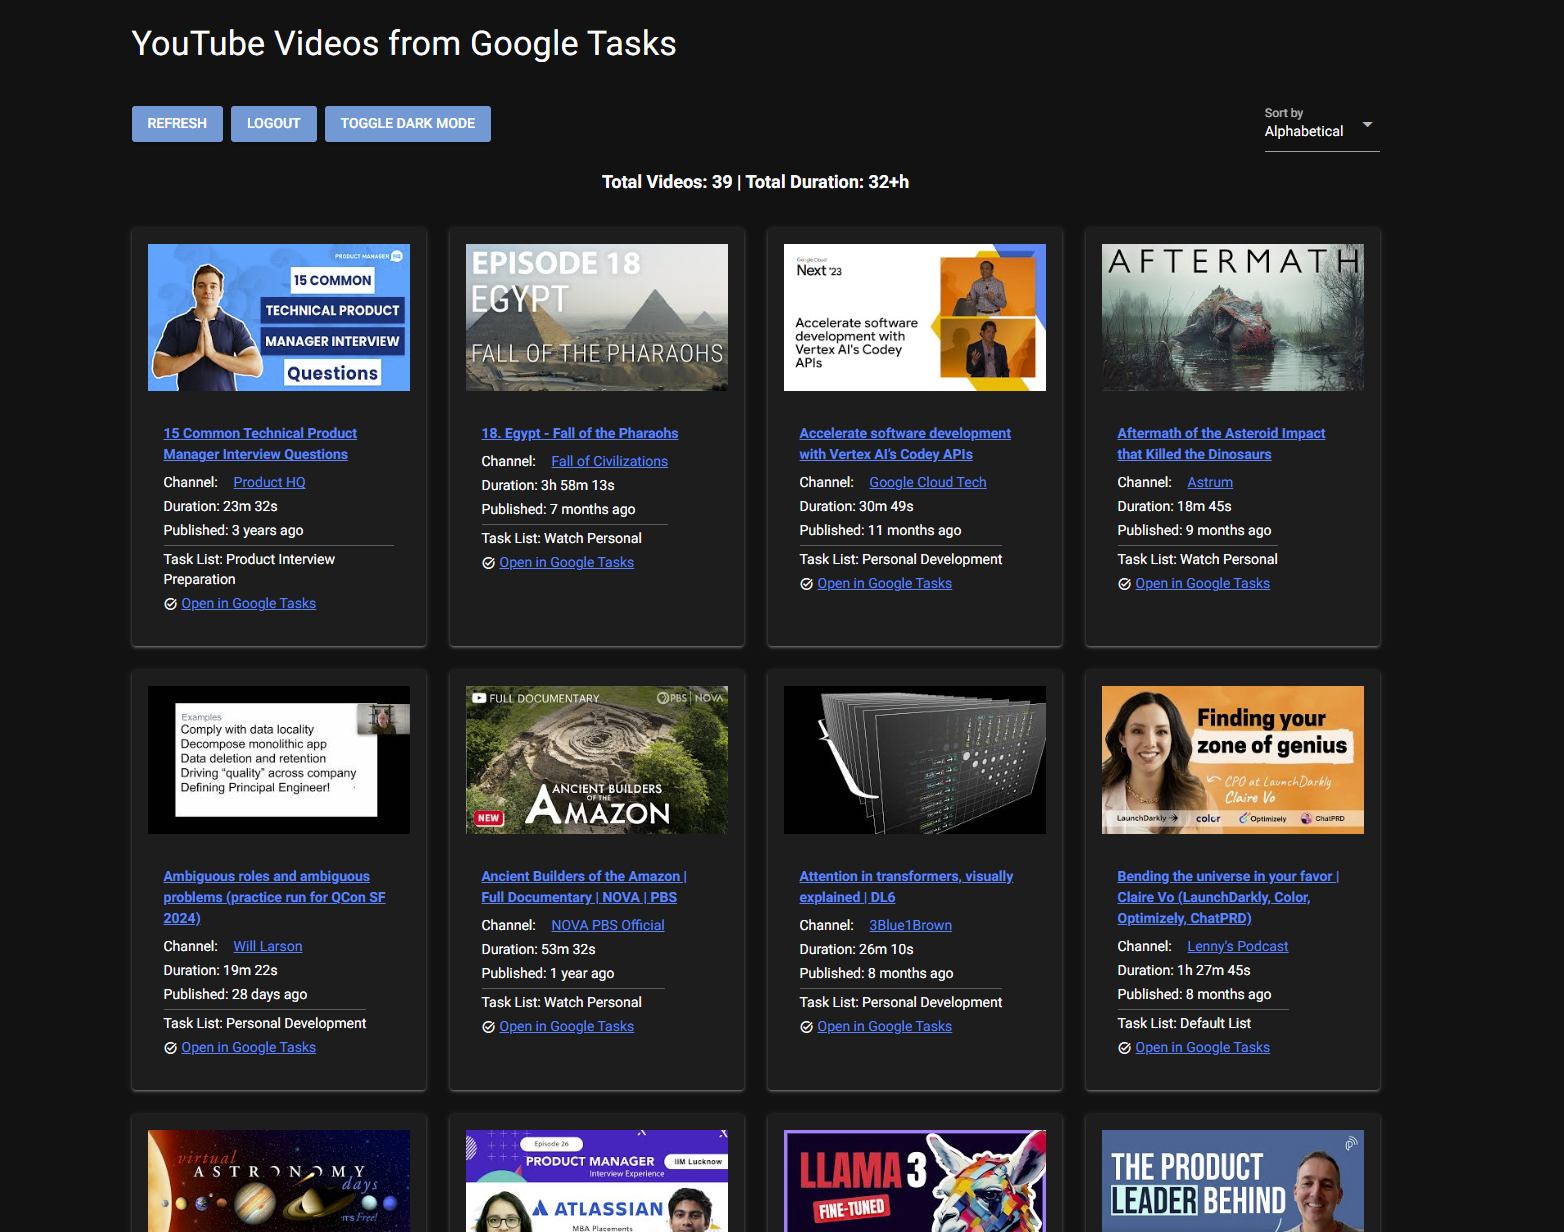 YouTube Videos from Google Tasks
REFRESH
LOGOUT
TOGGLE DARK MODE
Sort by
Alphabetical
Total Videos: 39 | Total Duration: 32+h
PRODUCT MANAGER HQ
15 COMMON
TECHNICAL PRODUCT
MANAGER INTERVIEW
Questions
15 Common Technical Product
Manager Interview Questions
Channel: Product HQ
Duration: 23m 32s
Published: 3 years ago
Task List: Product Interview
Preparation
Open in Google Tasks
EPISODE 18
EGYPT
FALL OF THE PHARAOHS
18. Egypt - Fall of the Pharaohs
Channel: Fall of Civilizations
Duration: 3h 58m 13s
Published: 7 months ago
Task List: Watch Personal
Open in Google Tasks
Google Cloud
Next '23
Accelerate software
development with
Vertex AI's Codey
APIs
Accelerate software development
with Vertex AI's Codey APIs
Channel: Google Cloud Tech
Duration: 30m 49s
Published: 11 months ago
Task List: Personal Development
Open in Google Tasks
AFTERMATH
Aftermath of the Asteroid Impact
that Killed the Dinosaurs
Channel: Astrum
Duration: 18m 45s
Published: 9 months ago
Task List: Watch Personal
Open in Google Tasks
Examples
Comply with data locality
Decompose monolithic app
Data deletion and retention
Driving "quality" across company
Defining Principal Engineer!
Ambiguous roles and ambiguous
problems (practice run for QCon SF
2024)
Channel: Will Larson
Duration: 19m 22s
Published: 28 days ago
Task List: Personal Development
Open in Google Tasks
FULL DOCUMENTARY
PBS | NOVA
ANCIENT BUILDERS
OF THE
AMAZON
NEW
Ancient Builders of the Amazon |
Full Documentary | NOVA | PBS
Channel: NOVA PBS Official
Duration: 53m 32s
Published: 1 year ago
Task List: Watch Personal
Open in Google Tasks
Attention in transformers, visually
explained | DL6
Channel: 3Blue1Brown
Duration: 26m 10s
Published: 8 months ago
Task List: Personal Development
Open in Google Tasks
Finding your
zone of genius
CPO at LaunchDarkly
Claire Vo
LaunchDarkly
color
Optimizely
ChatPRD
Bending the universe in your favor |
Claire Vo (LaunchDarkly, Color,
Optimizely, ChatPRD)
Channel: Lenny's Podcast
Duration: 1h 27m 45s
Published: 8 months ago
Task List: Default List
Open in Google Tasks
virtual
ASTRONOMY
days
IT'S Free!
Episode 26
PRODUCT MANAGER
Interview Experience
IIM Lucknow
ATLASSIAN
MBA Placements
LLAMA 3
FINE-TUNED
THE PRODUCT
LEADER BEHIND